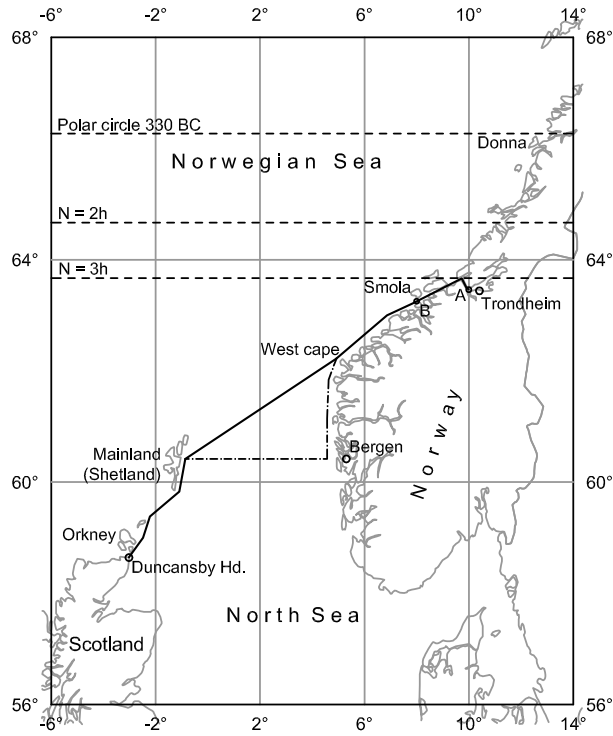 -6° -2° 2° 6° 10° 14°
68° 68°
Polar circle 330 BC
Donna
Norwegian Sea
N = 2h
64° 64°
N = 3h
Smola
A
Trondheim
B
West cape
Norway
Bergen
Mainland
(Shetland)
60° 60°
Orkney
Duncansby Hd.
North Sea
Scotland
56° 56°
-6° -2° 2° 6° 10° 14°